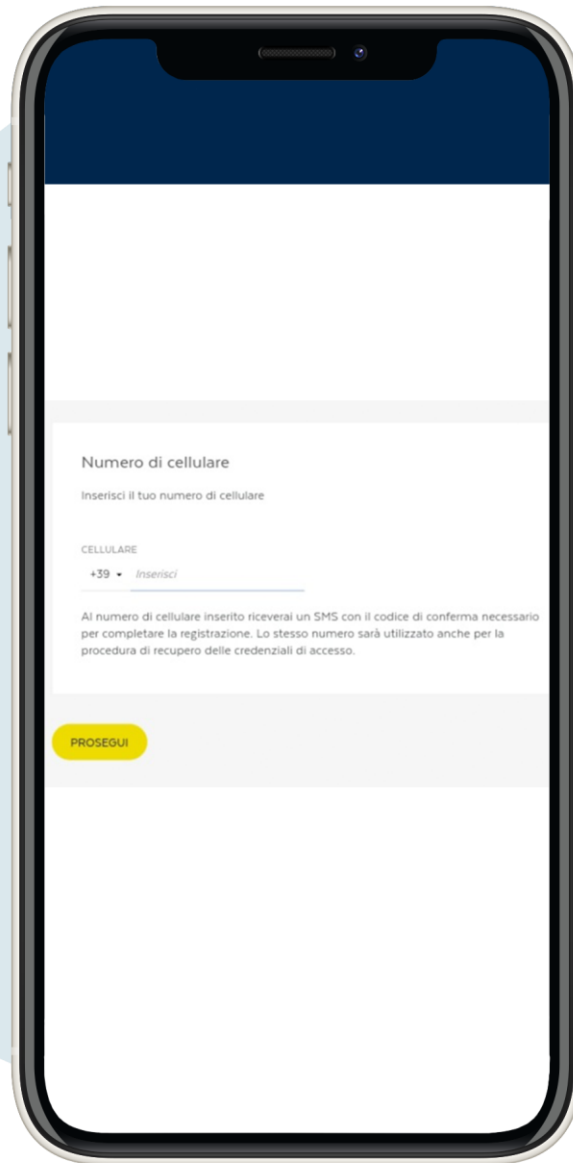 Numero di cellulare
Inserisci il tuo numero di cellulare
CELLULARE
+39 Inserisci
Al numero di cellulare inserito riceverai un SMS con il codice di conferma necessario
per completare la registrazione. Lo stesso numero sarà utilizzato anche per la
procedura di recupero delle credenziali di accesso.
PROSEGUI